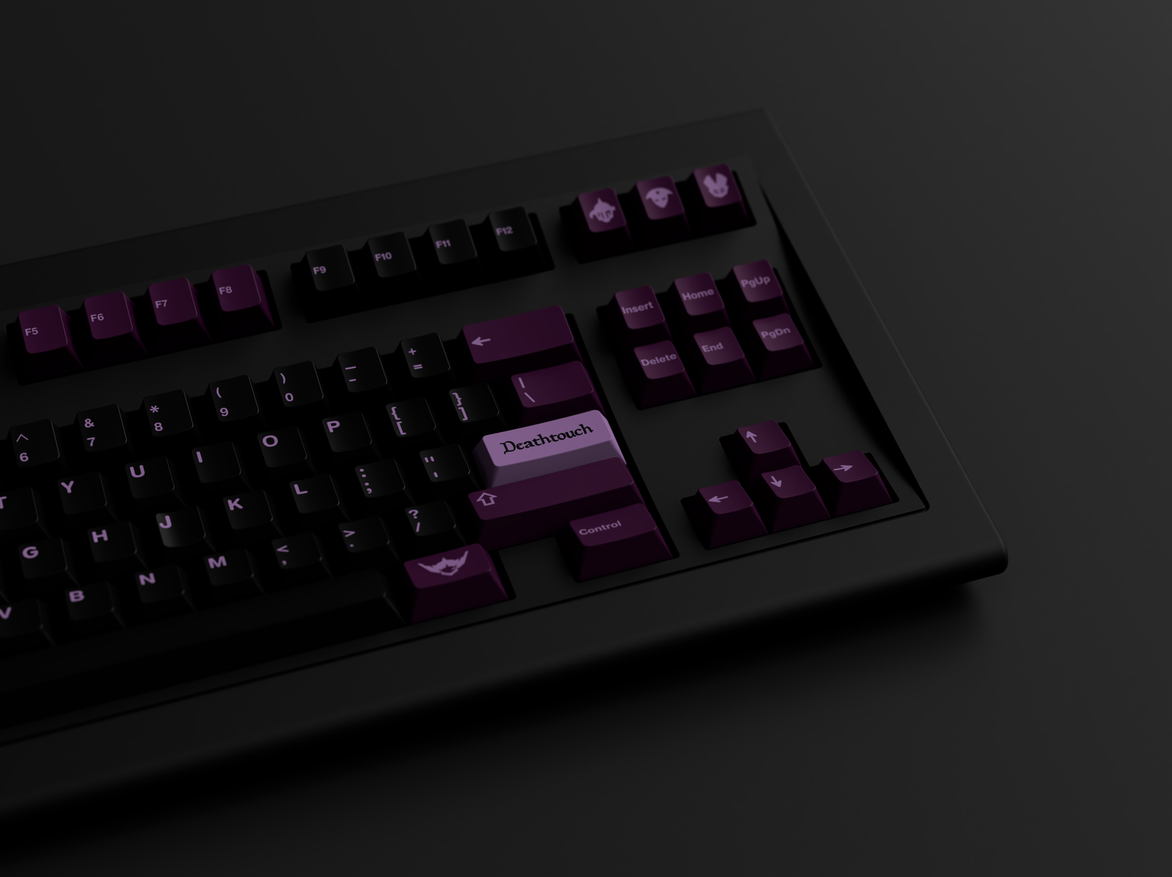 F5 F6 F7 F8 F9 F10 F11 F12
^ & * ( ) — +
6 7 8 9 0 - = ←
Insert Home PgUp
T Y U I O P { } |
[ ] \
Delete End PgDn
G H J K L : "
; '
Deathtouch
V B N M < > ?
, . /
⇧
↑
Control
← ↓ →